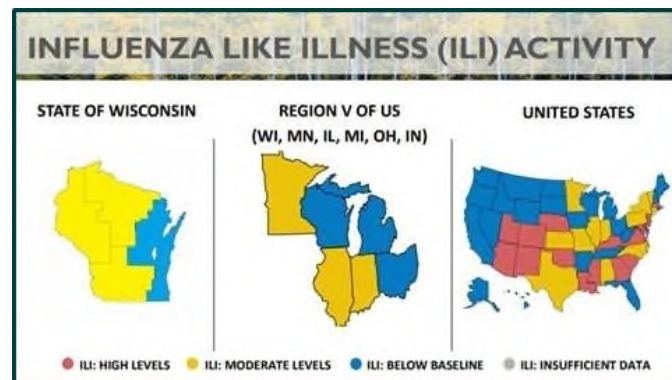 INFLUENZA LIKE ILLNESS (ILI) ACTIVITY
STATE OF WISCONSIN
REGION V OF US
(WI, MN, IL, MI, OH, IN)
UNITED STATES
ILI: HIGH LEVELS
ILI: MODERATE LEVELS
ILI: BELOW BASELINE
ILI: INSUFFICIENT DATA